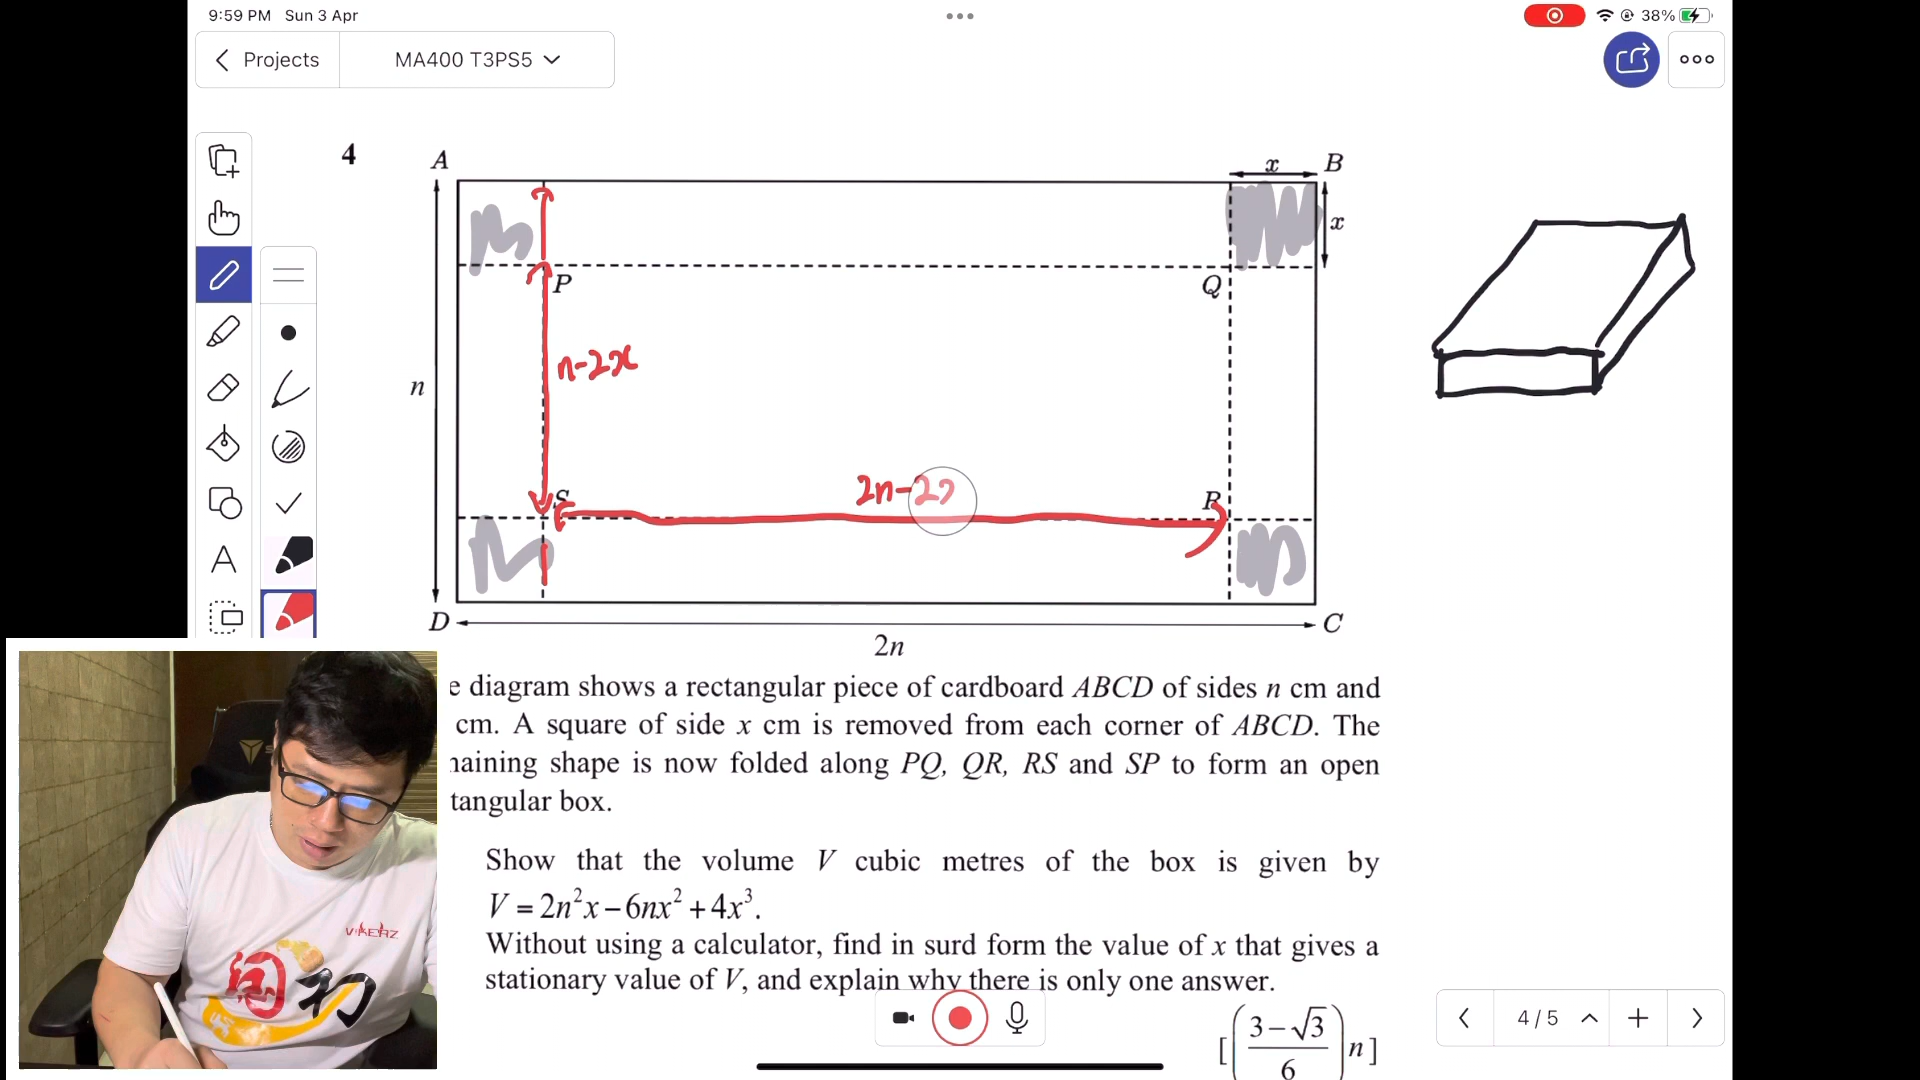 9:59 PM Sun 3 Apr
38%
Projects
MA400 T3PS5
4
A
x
B
x
P
Q
n-2x
n
2n-2
S
R
D
C
2n
e diagram shows a rectangular piece of cardboard ABCD of sides n cm and
cm. A square of side x cm is removed from each corner of ABCD. The
naining shape is now folded along PQ, QR, RS and SP to form an open
tangular box.
Show that the volume V cubic metres of the box is given by
V = 2n²x − 6nx² + 4x³.
Without using a calculator, find in surd form the value of x that gives a
stationary value of V, and explain why there is only one answer.
[((3−√3)/6)n]
4/5
A